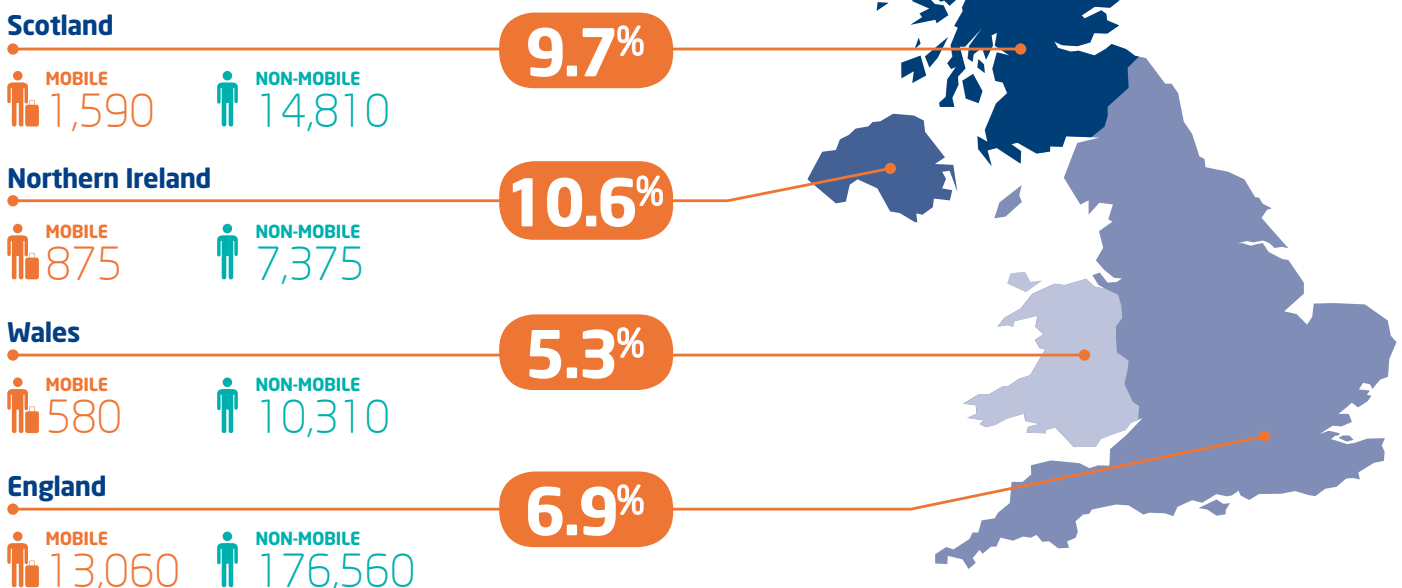 Scotland
9.7%
MOBILE
1,590
NON-MOBILE
14,810
Northern Ireland
10.6%
MOBILE
875
NON-MOBILE
7,375
Wales
5.3%
MOBILE
580
NON-MOBILE
10,310
England
6.9%
MOBILE
13,060
NON-MOBILE
176,560